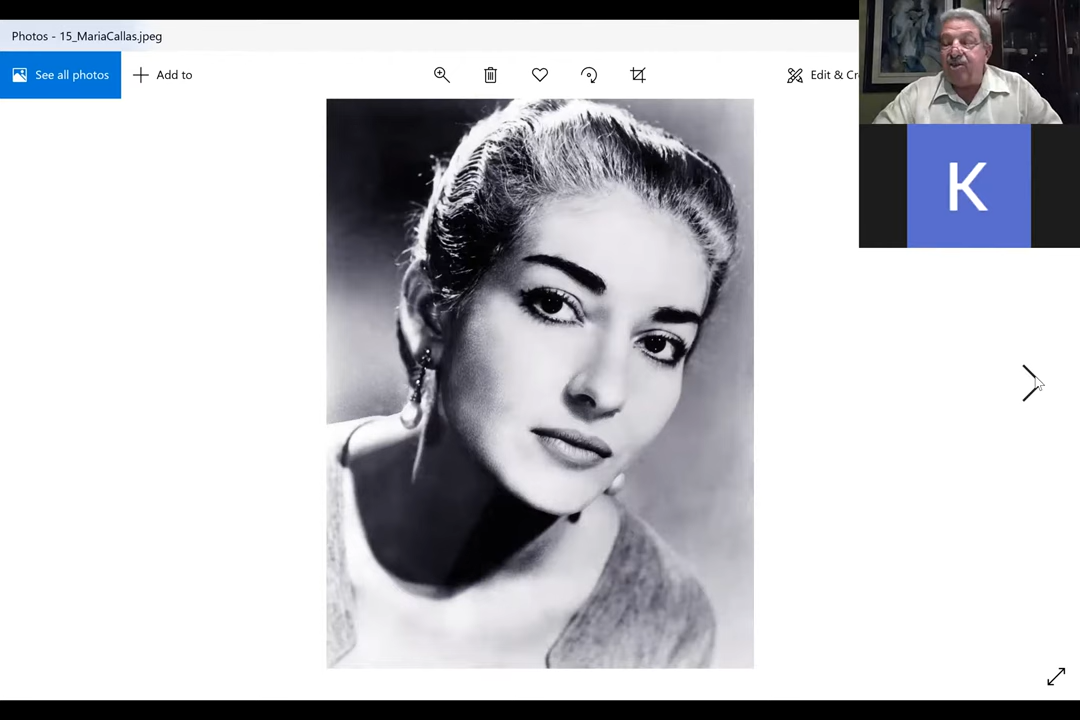 Photos - 15_MariaCallas.jpeg
See all photos
Add to
Edit & Cr
K